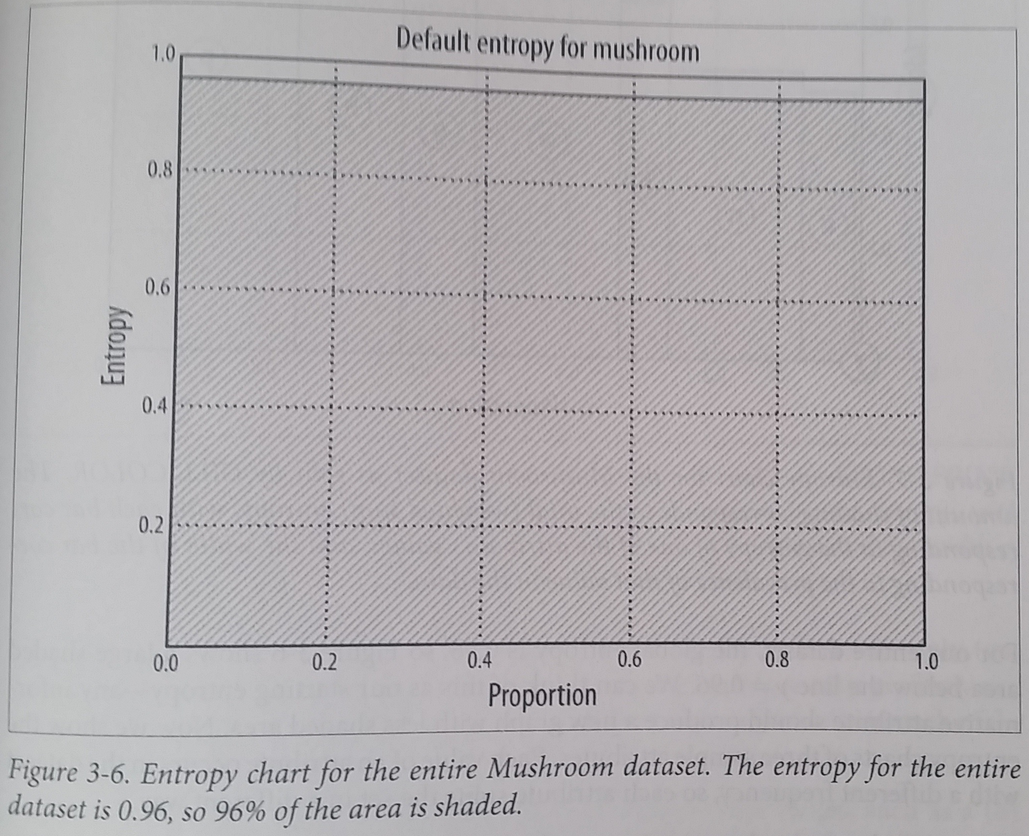 Default entropy for mushroom
1.0
0.8
0.6
0.4
0.2
Entropy
0.0 0.2 0.4 0.6 0.8 1.0
Proportion
Figure 3-6. Entropy chart for the entire Mushroom dataset. The entropy for the entire
dataset is 0.96, so 96% of the area is shaded.